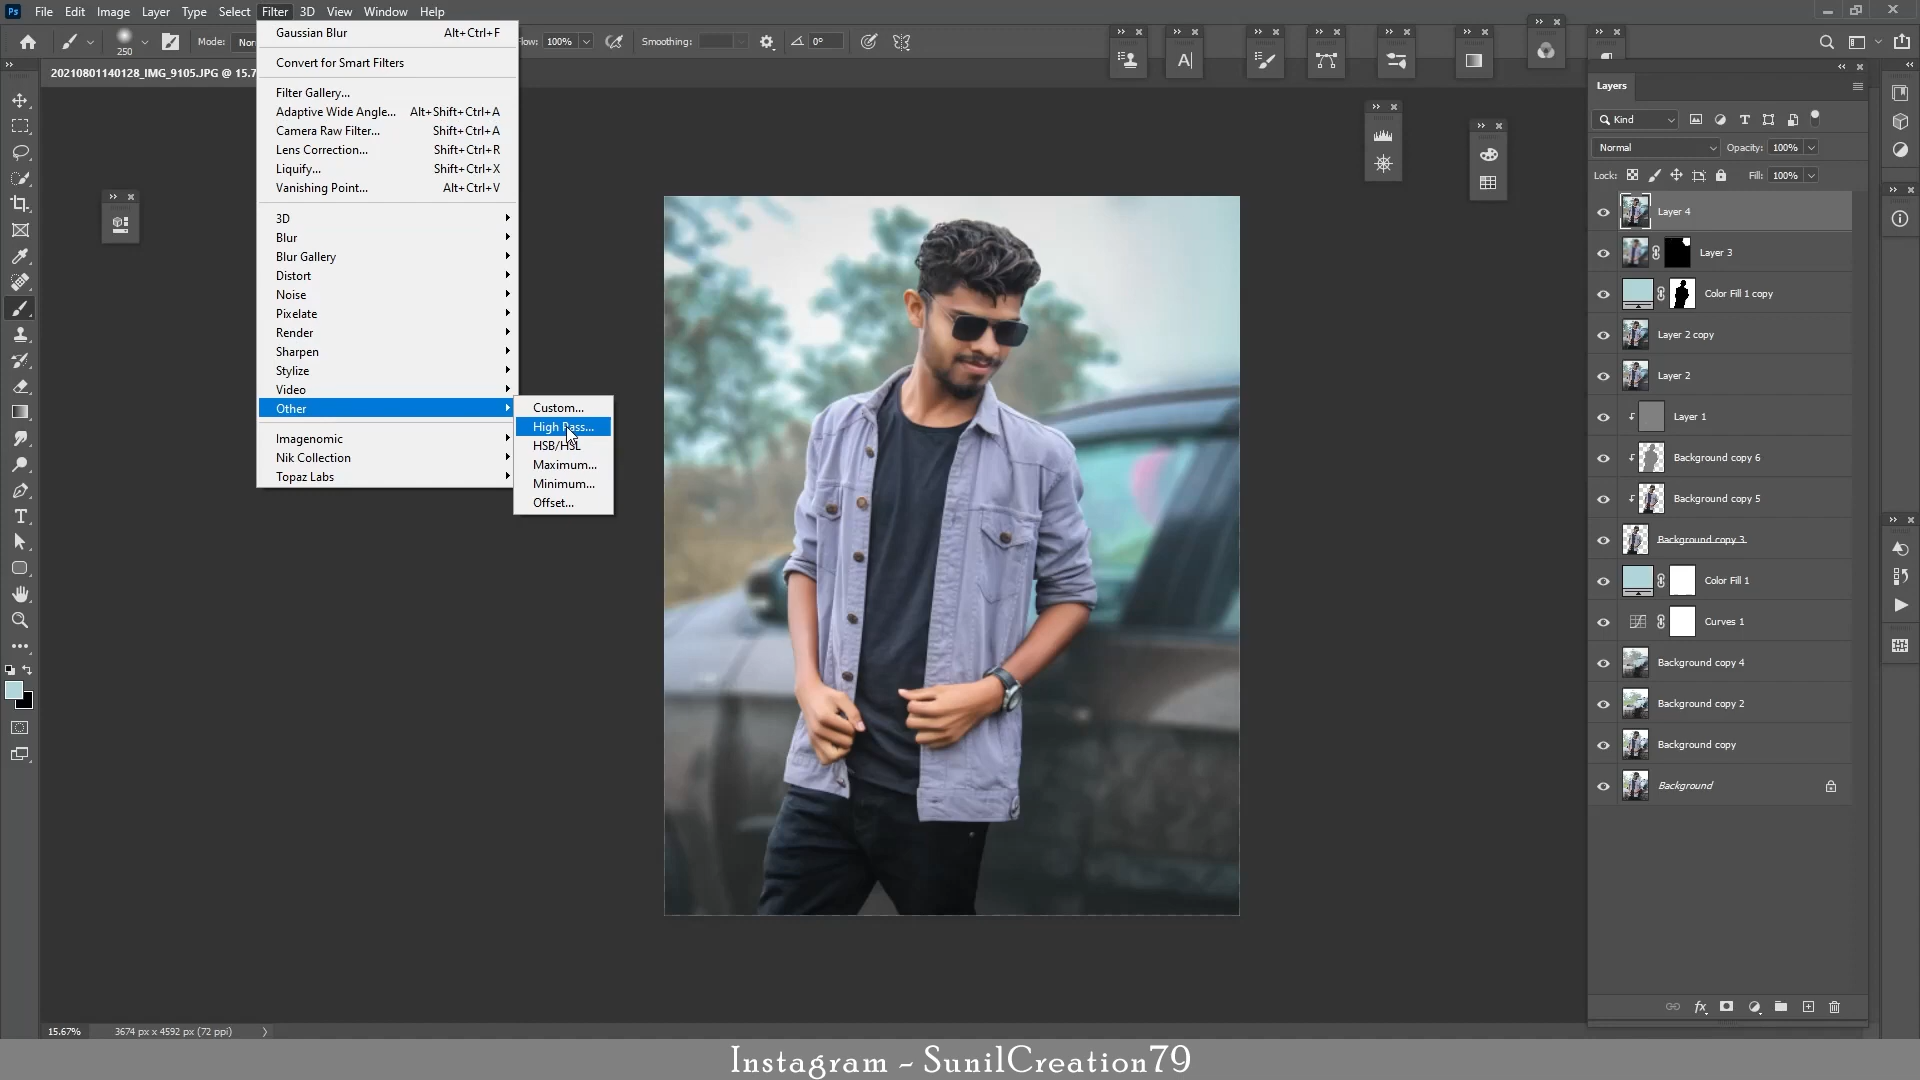 Ps File Edit Image Layer Type Select Filter 3D View Window Help
250 Mode: Flow: 100% Smoothing: 0°
20210801140128_IMG_9105.JPG @ 15.7
Gaussian Blur Alt+Ctrl+F
Convert for Smart Filters
Filter Gallery...
Adaptive Wide Angle... Alt+Shift+Ctrl+A
Camera Raw Filter... Shift+Ctrl+A
Lens Correction... Shift+Ctrl+R
Liquify... Shift+Ctrl+X
Vanishing Point... Alt+Ctrl+V
3D
Blur
Blur Gallery
Distort
Noise
Pixelate
Render
Sharpen
Stylize
Video
Other
Imagenomic
Nik Collection
Topaz Labs
Custom...
High Pass...
HSB/HSL
Maximum...
Minimum...
Offset...
Layers
Kind
Normal Opacity: 100%
Lock: Fill: 100%
Layer 4
Layer 3
Color Fill 1 copy
Layer 2 copy
Layer 2
Layer 1
Background copy 6
Background copy 5
Background copy 3
Color Fill 1
Curves 1
Background copy 4
Background copy 2
Background copy
Background
15.67% 3674 px x 4592 px (72 ppi)
Instagram - SunilCreation79